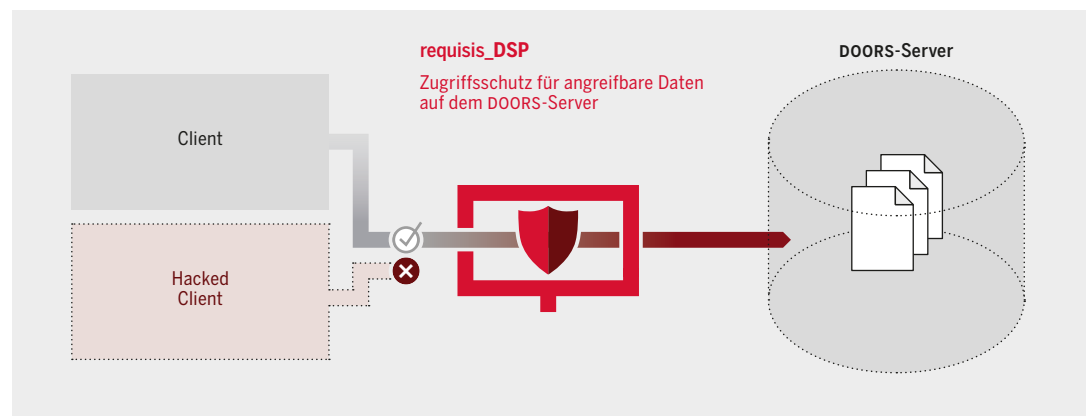 requisis_DSP
Zugriffsschutz für angreifbare Daten
auf dem DOORS-Server
DOORS-Server
Client
Hacked
Client